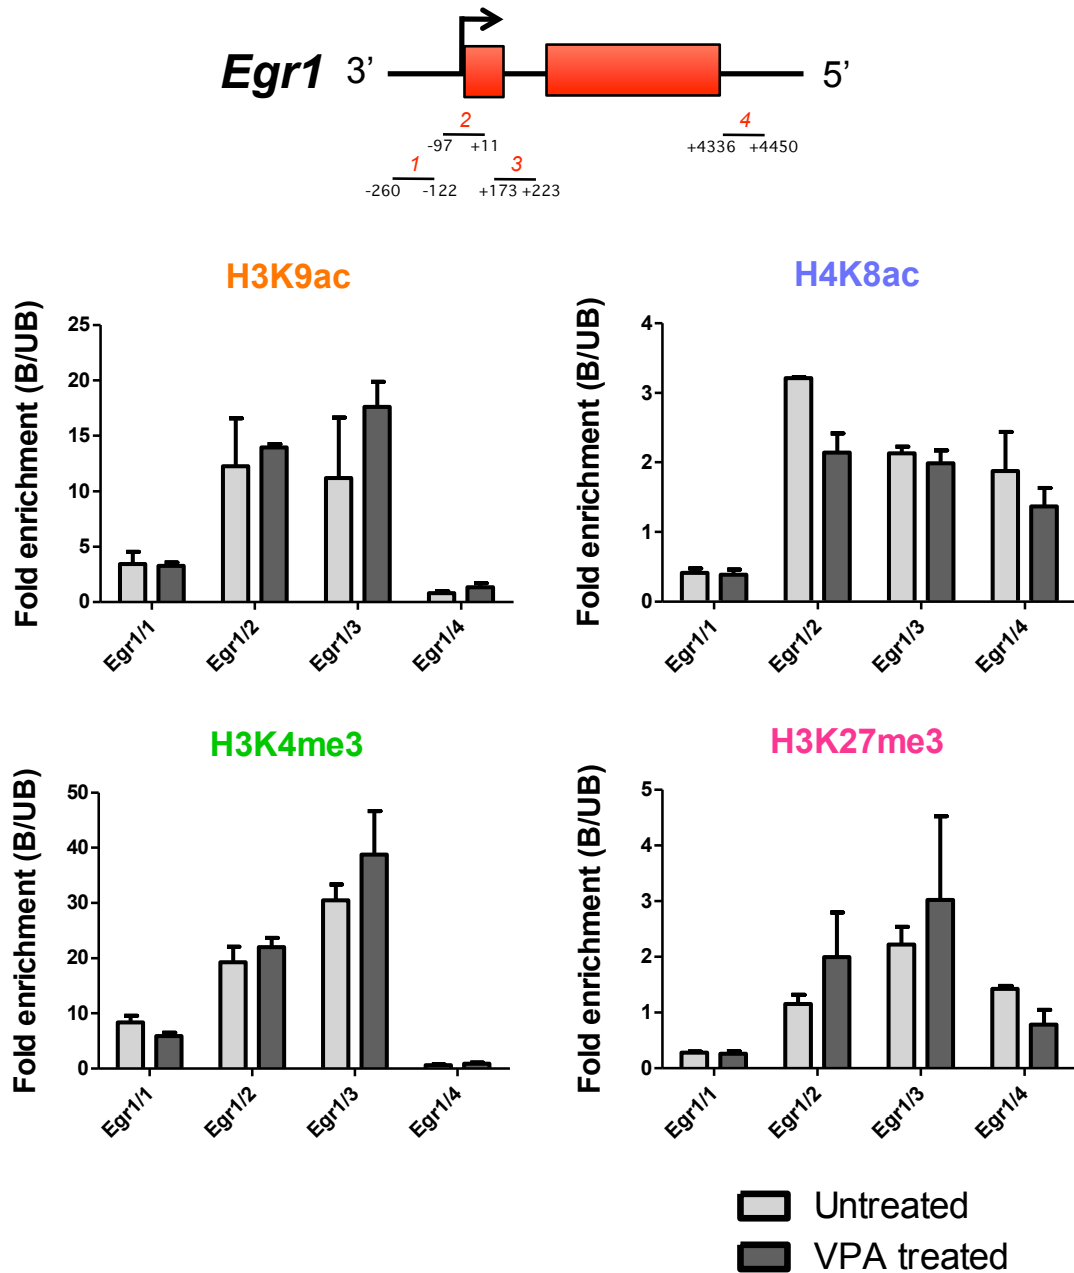 Egr1 3’ 5’
2 4
-97 +11 +4336 +4450
1 3
-260 -122 +173 +223
H3K9ac
Fold enrichment (B/UB)
25
20
15
10
5
0
Egr1/1 Egr1/2 Egr1/3 Egr1/4
H4K8ac
Fold enrichment (B/UB)
4
3
2
1
0
Egr1/1 Egr1/2 Egr1/3 Egr1/4
H3K4me3
Fold enrichment (B/UB)
50
40
30
20
10
0
Egr1/1 Egr1/2 Egr1/3 Egr1/4
H3K27me3
Fold enrichment (B/UB)
5
4
3
2
1
0
Egr1/1 Egr1/2 Egr1/3 Egr1/4
Untreated
VPA treated